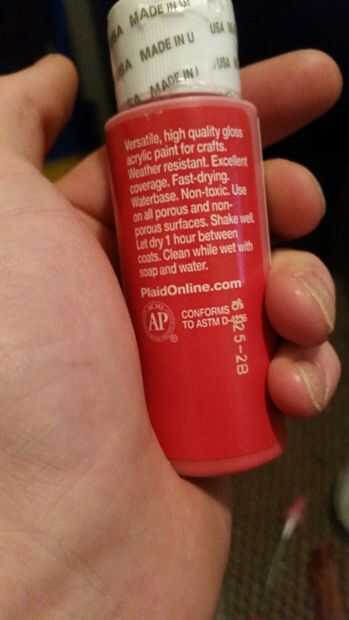 MADE IN
USA
USA MADE IN U
USA
MADE IN
Versatile, high quality gloss
acrylic paint for crafts.
Weather resistant. Excellent
coverage. Fast-drying.
Waterbase. Non-toxic. Use
on all porous and non-
porous surfaces. Shake well.
Let dry 1 hour between
coats. Clean while wet with
soap and water.
PlaidOnline.com
AP
CONFORMS
TO ASTM D-4236